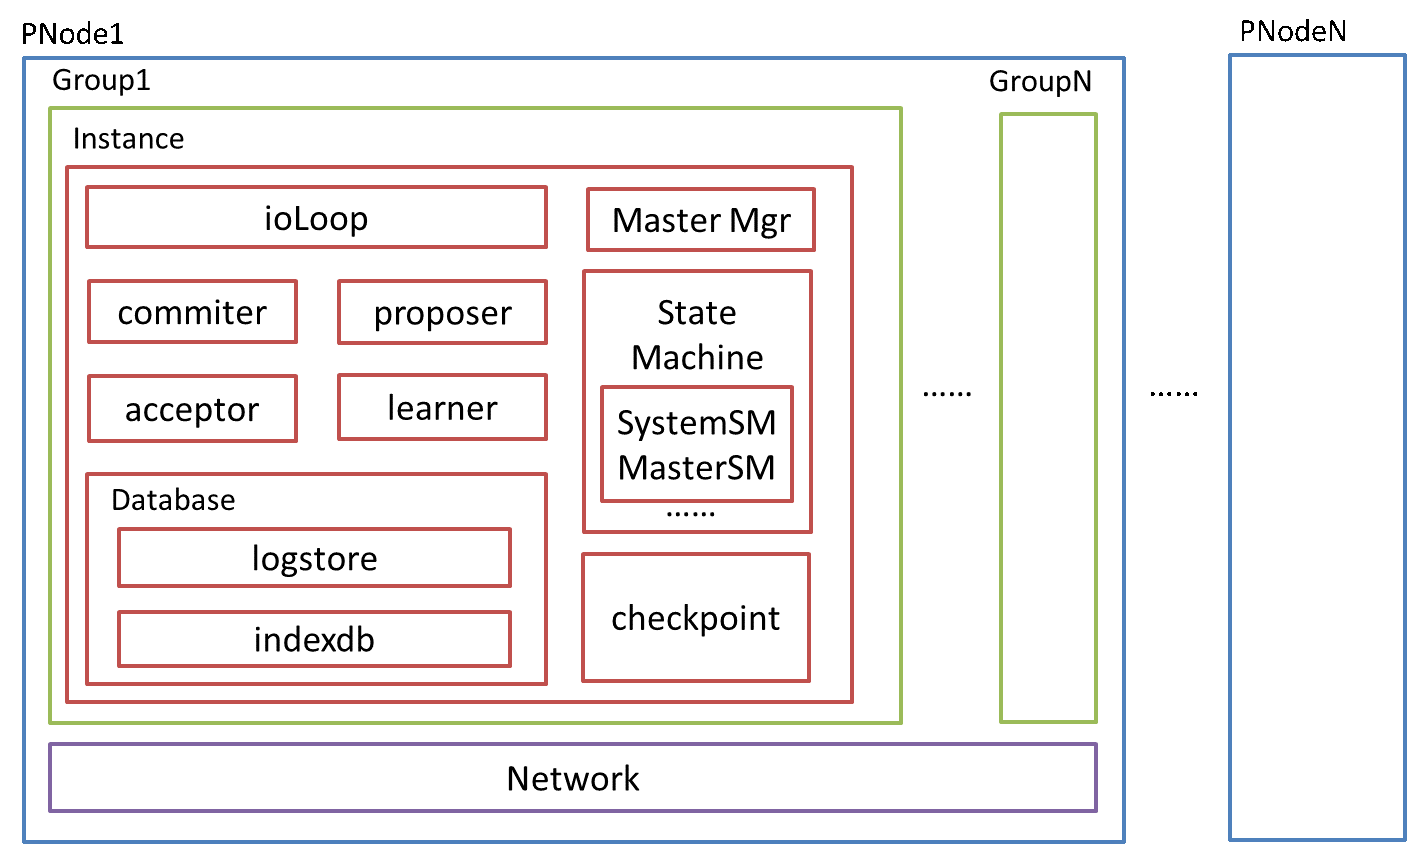 PNode1
PNodeN
Group1
GroupN
Instance
ioLoop
Master Mgr
commiter
proposer
State
Machine
acceptor
learner
SystemSM
MasterSM
......
......
......
Database
logstore
indexdb
checkpoint
Network